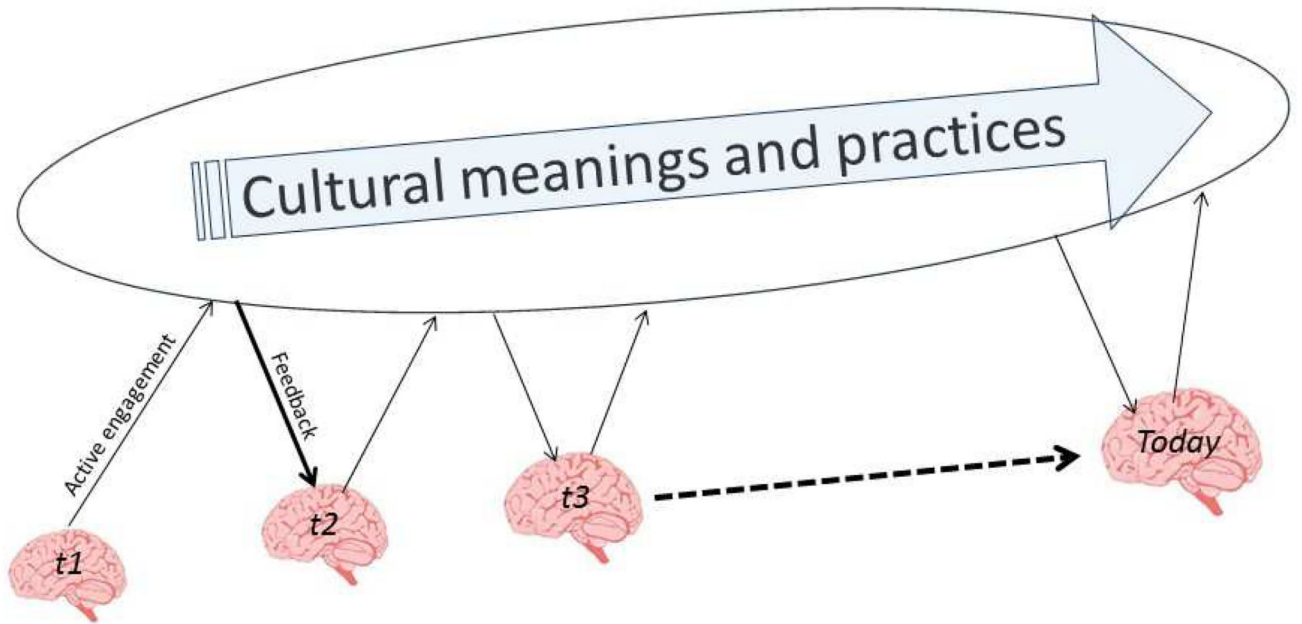 Cultural meanings and practices
Active engagement
Feedback
t1
t2
t3
Today